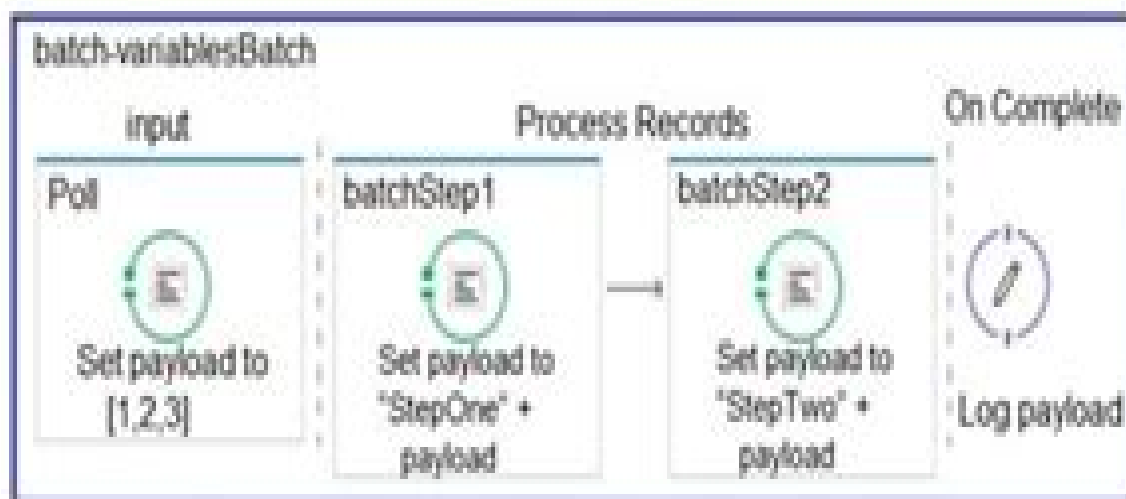 batch-variablesBatch
input
Process Records
On Complete
Poll
Set payload to
[1,2,3]
batchStep1
Set payload to
"StepOne" +
payload
batchStep2
Set payload to
"StepTwo" +
payload
Log payload